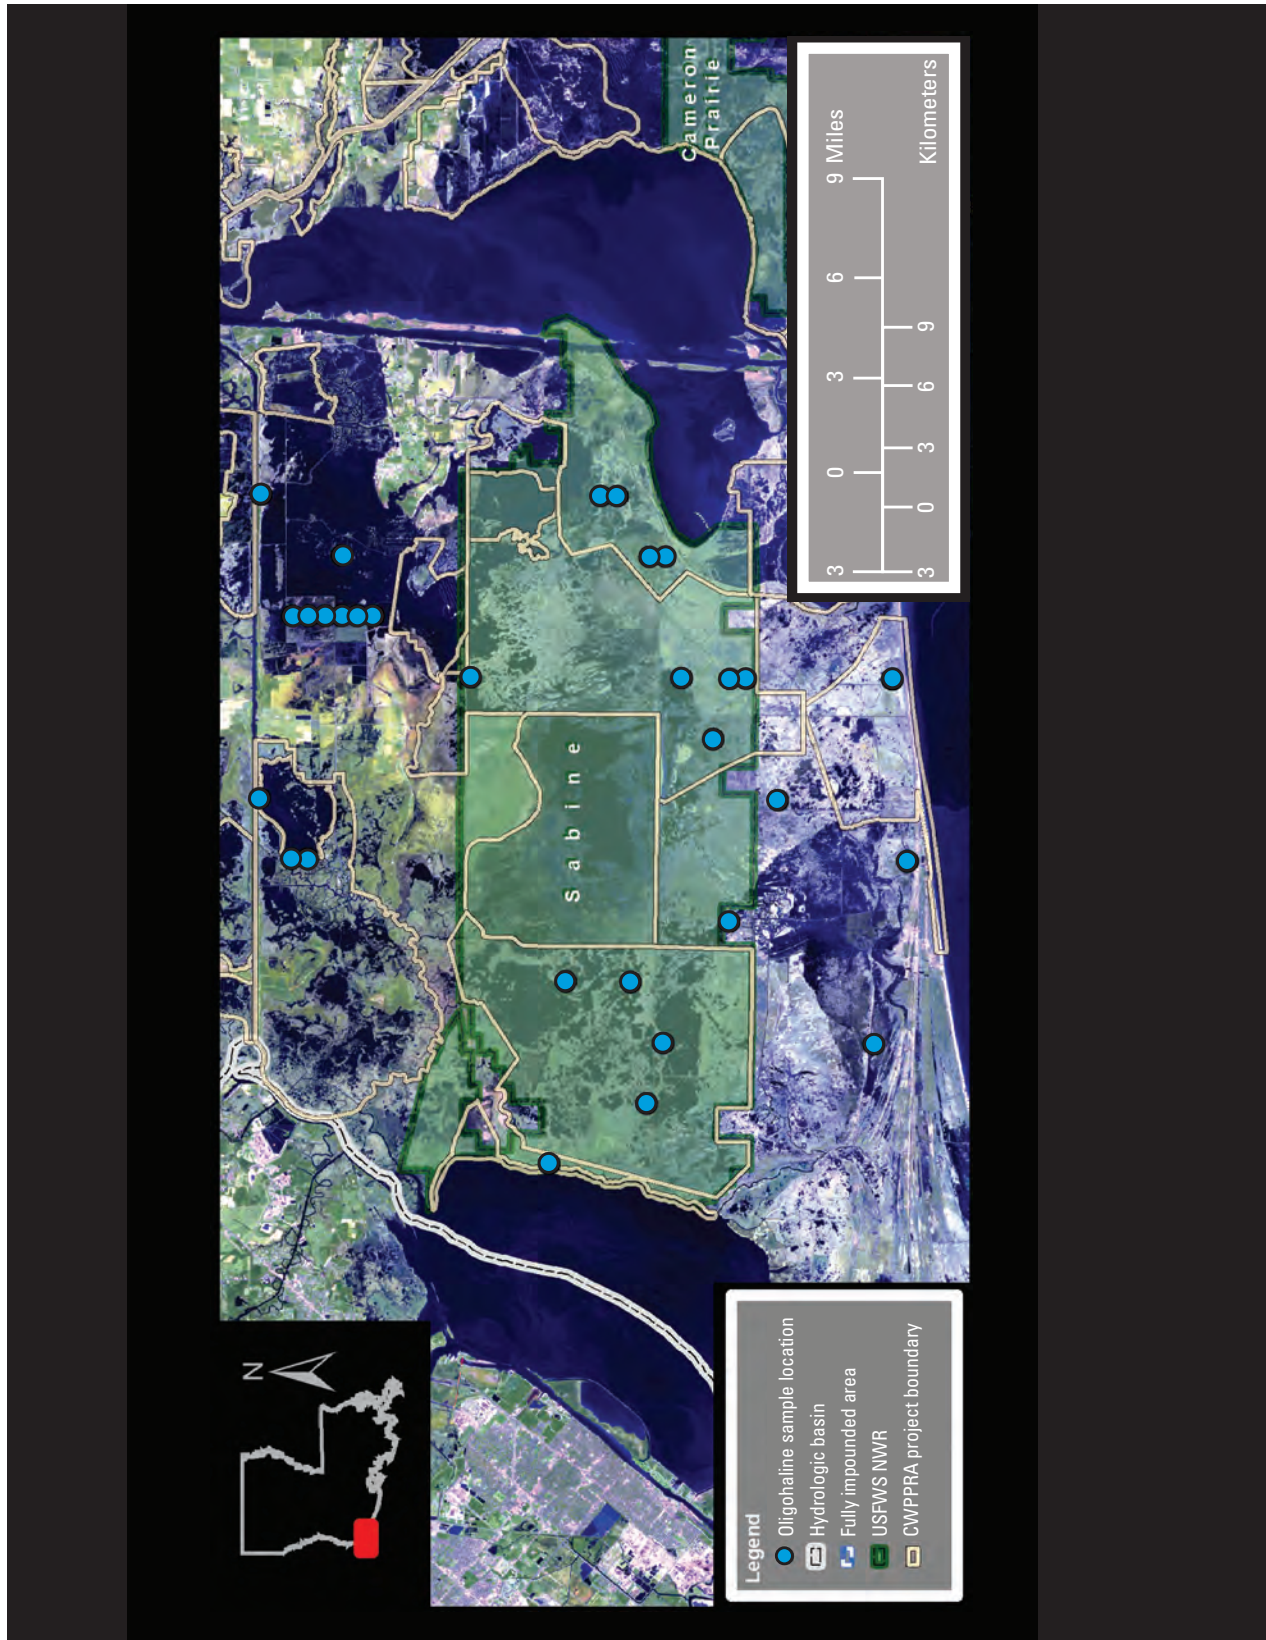 N
Sabine
Cameron
Prairie
Legend
Oligohaline sample location
Hydrologic basin
Fully impounded area
USFWS NWR
CWPPRA project boundary
3 0 3 6 9 Miles
3 0 3 6 9 Kilometers